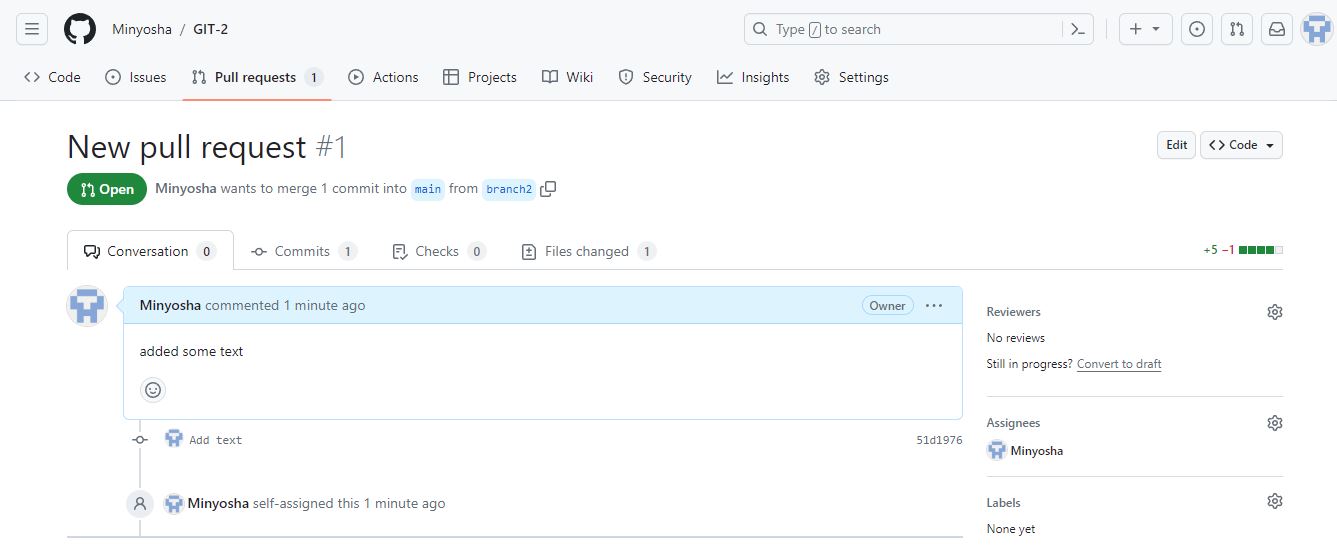 Minyosha / GIT-2
Type / to search
Code Issues Pull requests 1 Actions Projects Wiki Security Insights Settings
New pull request #1
Edit
Code
Open Minyosha wants to merge 1 commit into main from branch2
Conversation 0 Commits 1 Checks 0 Files changed 1
+5 −1
Minyosha commented 1 minute ago
Owner
added some text
Add text
51d1976
Minyosha self-assigned this 1 minute ago
Reviewers
No reviews
Still in progress? Convert to draft
Assignees
Minyosha
Labels
None yet